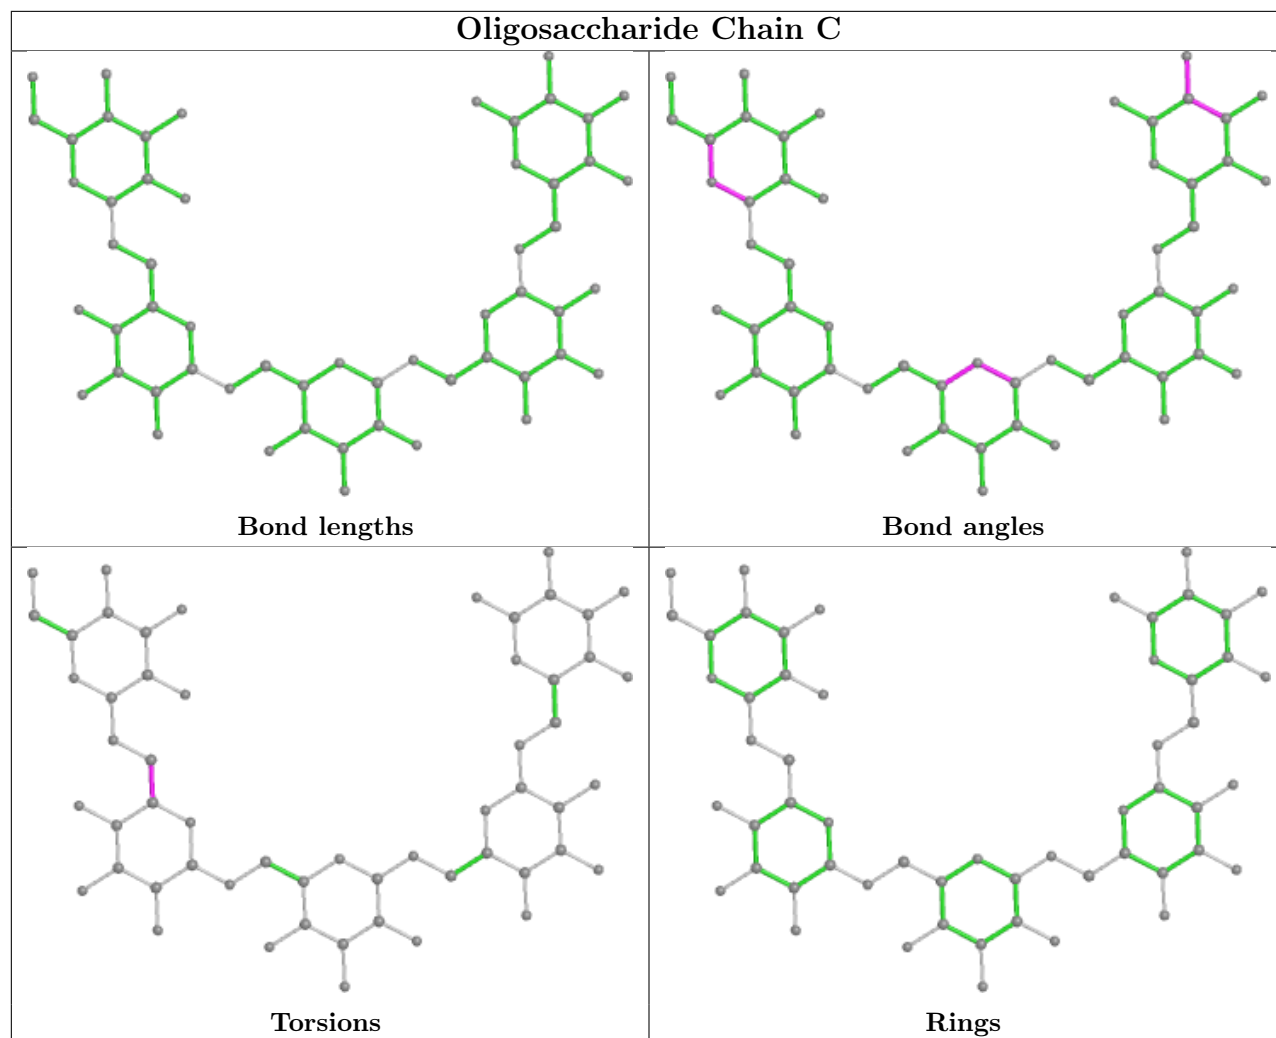 Oligosaccharide Chain C
Bond lengths
Bond angles
Torsions
Rings